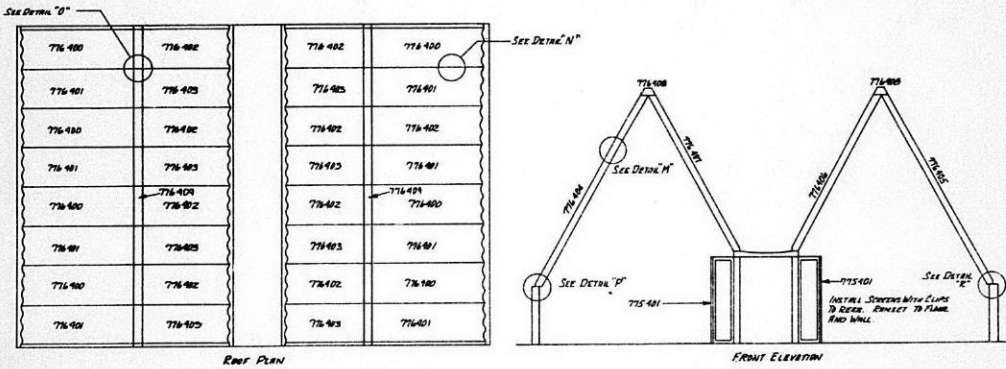 SEE DETAIL "O"
776400 776402 776402 776400
SEE DETAIL "N"
776401 776403 776403 776401
776400 776402 776402 776402
776401 776403 776403 776401
776409 776409
776400 776402 776402 776400
776401 776403 776403 776401
776400 776402 776402 776400
776401 776403 776403 776401
ROOF PLAN
776408 776408
776407
SEE DETAIL "M"
776404 776406 776405
SEE DETAIL "P"
775401 775401
SEE DETAIL "R"
INSTALL SCREENS WITH CLIPS
TO REAR. RAMSET TO FLOOR
AND WALL.
FRONT ELEVATION